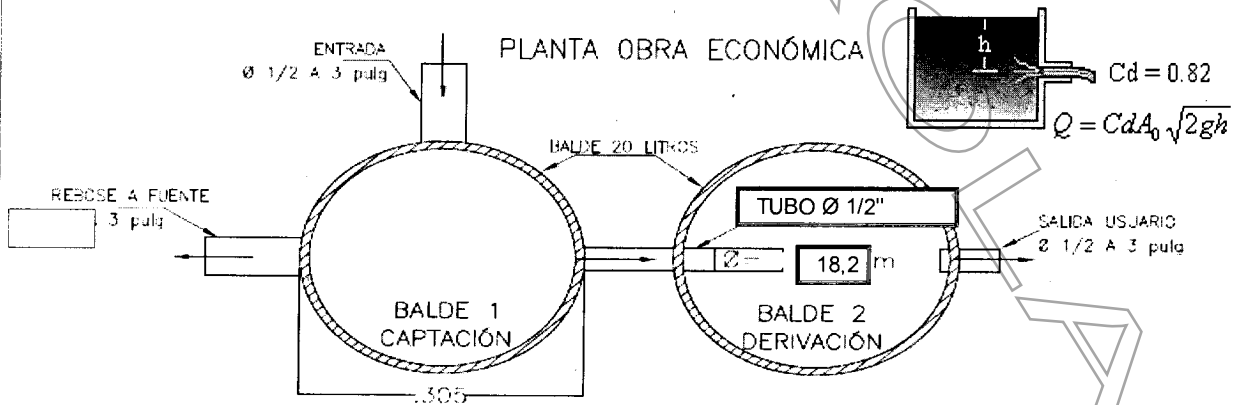 PLANTA OBRA ECONÓMICA
h
Cd = 0.82
Q = CdA₀ √2gh
ENTRADA
Ø 1/2 A 3 pulg
BALDE 20 LITROS
REBOSE A FUENTE
3 pulg
TUBO Ø 1/2"
Ø=
18,2 m
SALIDA USUARIO
Ø 1/2 A 3 pulg
BALDE 1
CAPTACIÓN
BALDE 2
DERIVACIÓN
.305